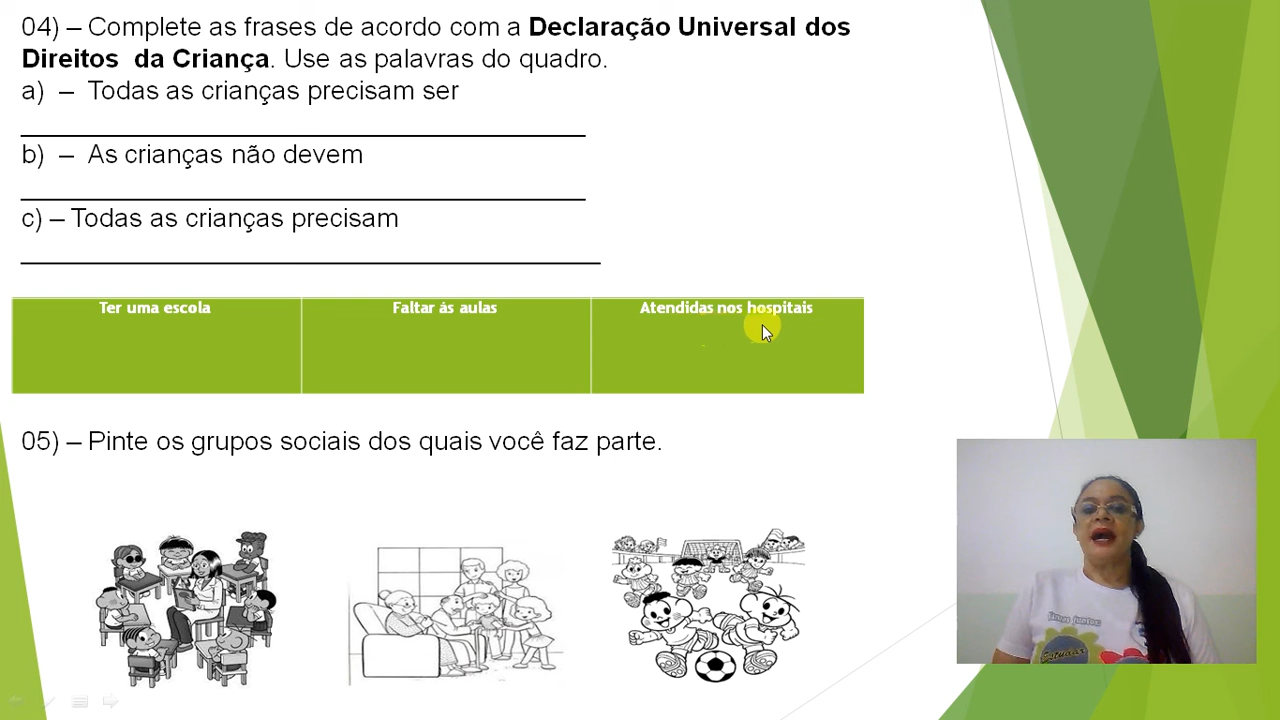 04) – Complete as frases de acordo com a Declaração Universal dos
Direitos da Criança. Use as palavras do quadro.
a) – Todas as crianças precisam ser
b) – As crianças não devem
c) – Todas as crianças precisam
Ter uma escola
Faltar ás aulas
Atendidas nos hospitais
05) – Pinte os grupos sociais dos quais você faz parte.
Estudar